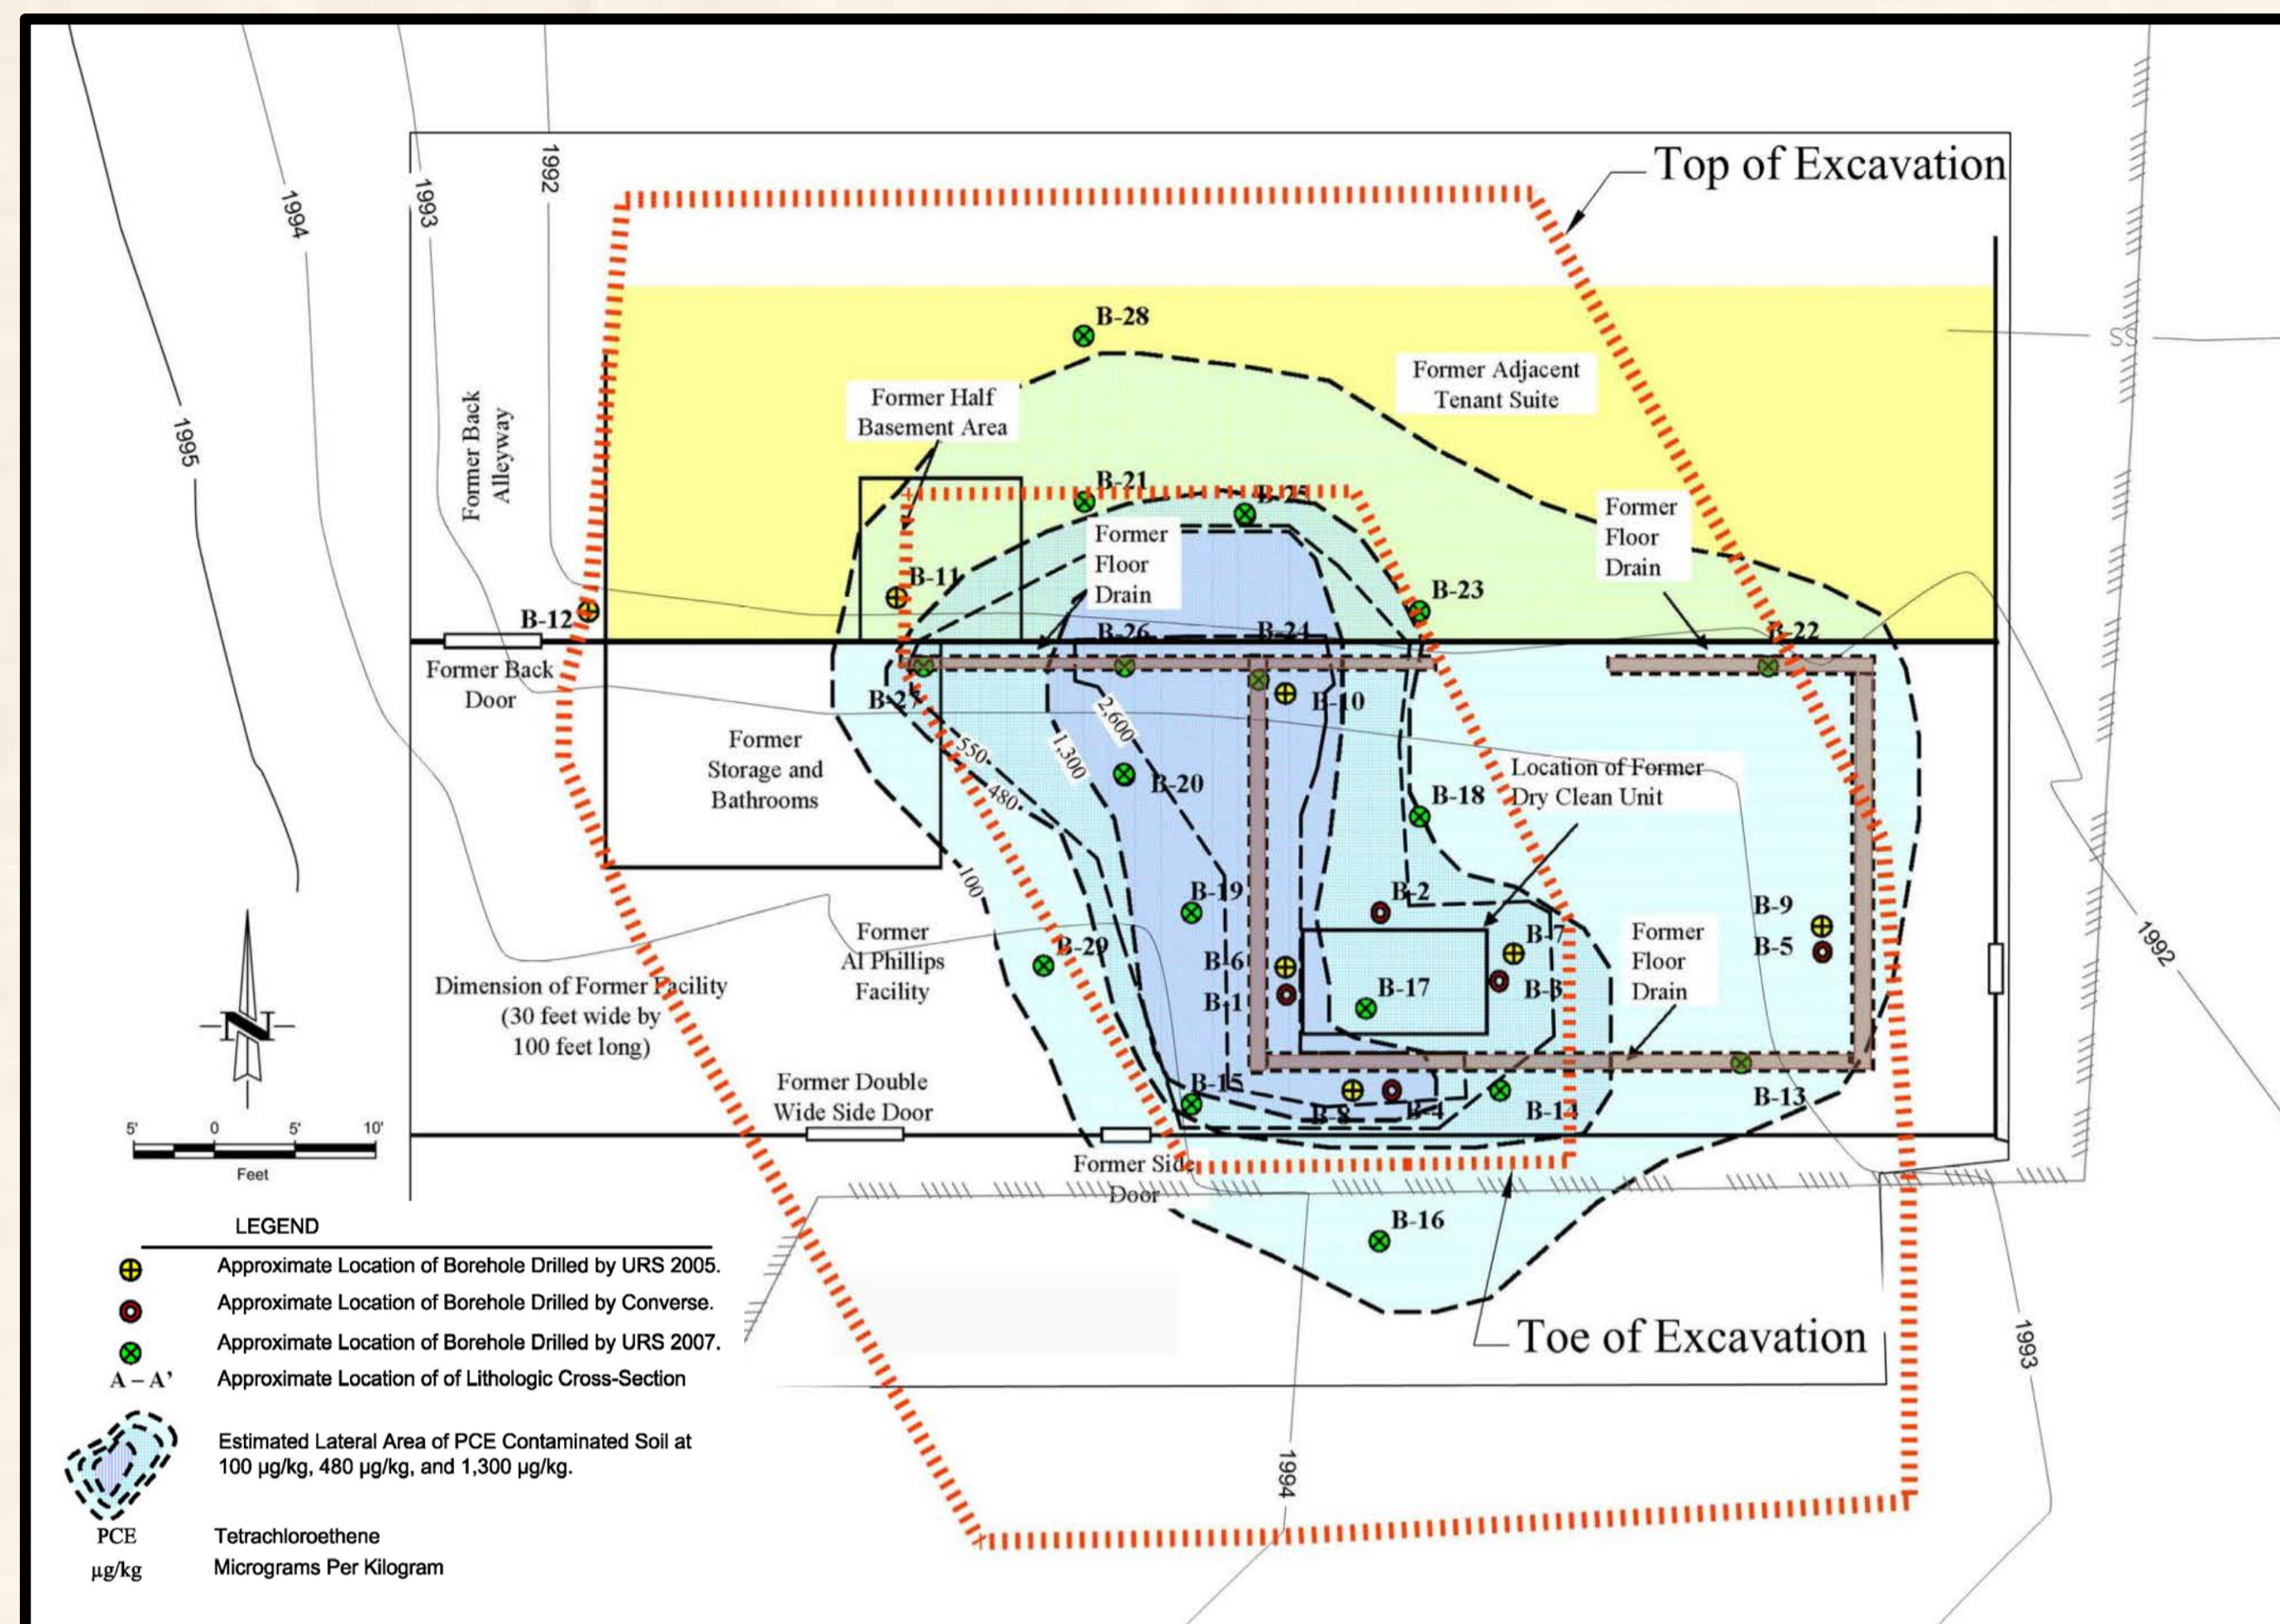 Top of Excavation
1992
1993
1994
1995
B-28
Former Adjacent
Tenant Suite
Former Half
Basement Area
Former Back
Alleyway
B-21
B-25
Former
Floor
Drain
Former
Floor
Drain
B-11
B-23
B-12
B-26
B-24
B-22
SS
Former Back
Door
B-27
B-10
2,600
1,300
550
480
100
Former
Storage and
Bathrooms
B-20
B-18
Location of Former
Dry Clean Unit
B-19
B-2
B-9
B-5
B-7
B-6
B-1
B-17
B-3
B-29
Former
Al Phillips
Facility
Former
Floor
Drain
1992
Dimension of Former Facility
(30 feet wide by
100 feet long)
N
Former Double
Wide Side Door
B-15
B-8
B-4
B-14
B-13
Former Side
Door
B-16
5' 0 5' 10'
Feet
Toe of Excavation
1993
1994
LEGEND
Approximate Location of Borehole Drilled by URS 2005.
Approximate Location of Borehole Drilled by Converse.
Approximate Location of Borehole Drilled by URS 2007.
A – A’ Approximate Location of of Lithologic Cross-Section
Estimated Lateral Area of PCE Contaminated Soil at
100 µg/kg, 480 µg/kg, and 1,300 µg/kg.
PCE Tetrachloroethene
µg/kg Micrograms Per Kilogram